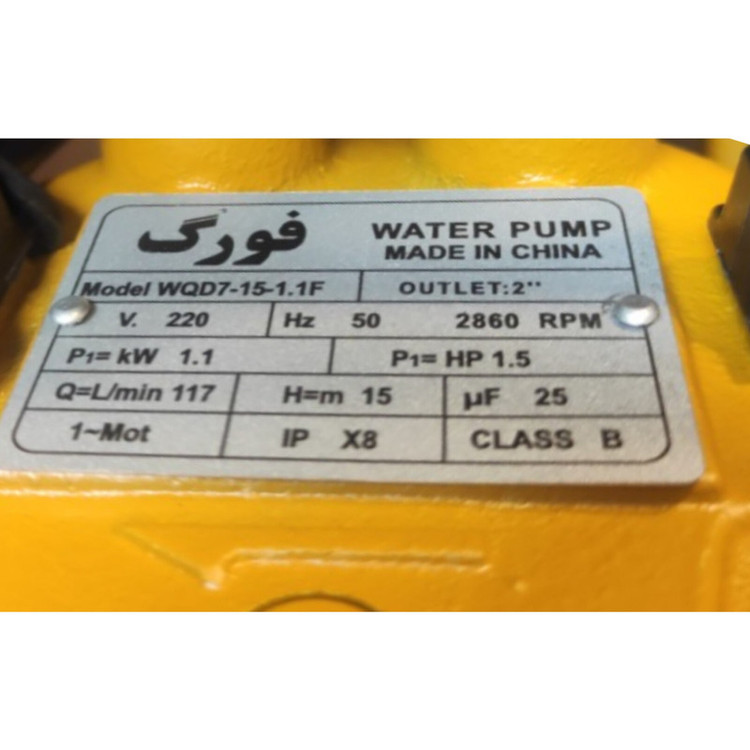 فورگ
WATER PUMP
MADE IN CHINA
Model WQD7-15-1.1F OUTLET:2''
V. 220 Hz 50 2860 RPM
P1= kW 1.1 P1= HP 1.5
Q=L/min 117 H=m 15 µF 25
1~Mot IP X8 CLASS B